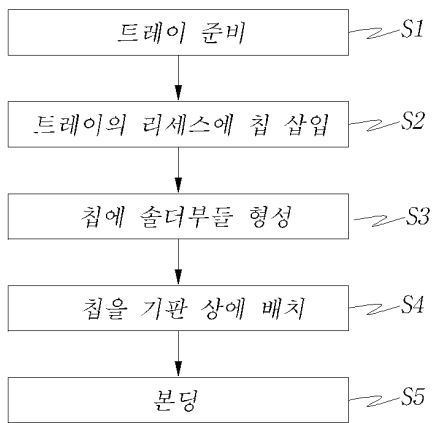 트레이 준비 S1
트레이의 리세스에 칩 삽입 S2
칩에 솔더부들 형성 S3
칩을 기판 상에 배치 S4
본딩 S5